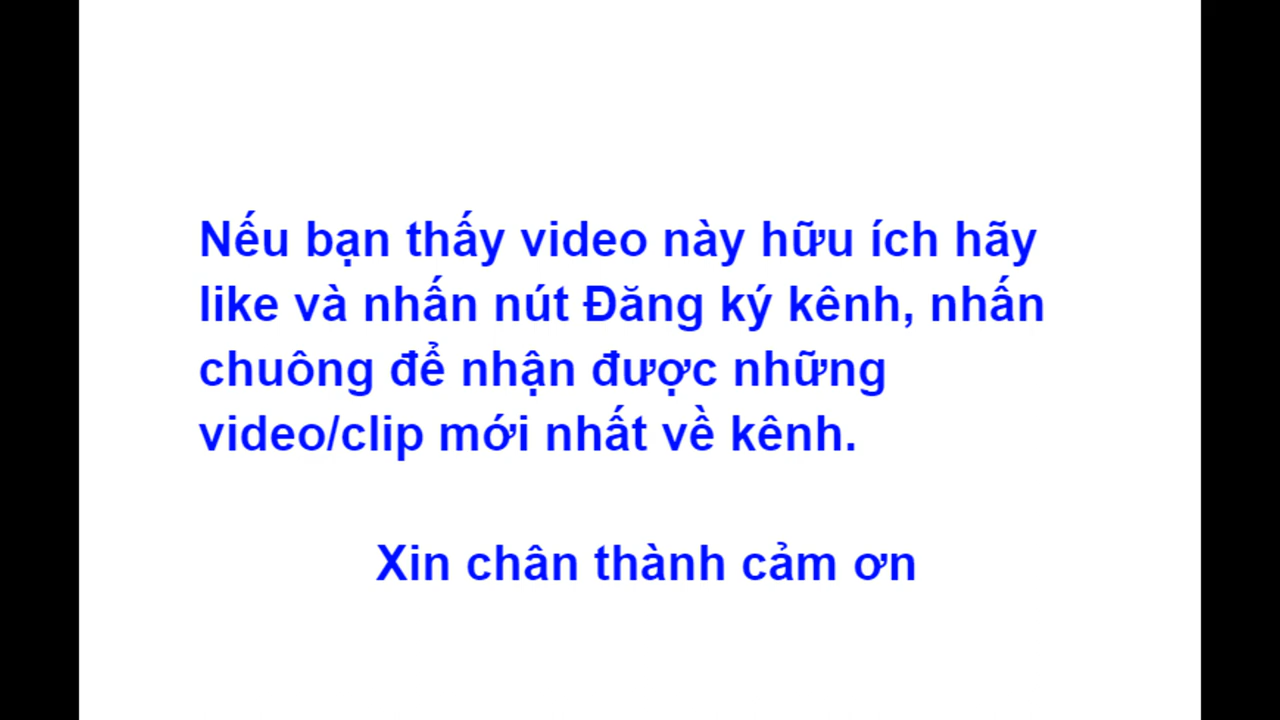 Nếu bạn thấy video này hữu ích hãy
like và nhấn nút Đăng ký kênh, nhấn
chuông để nhận được những
video/clip mới nhất về kênh.
Xin chân thành cảm ơn